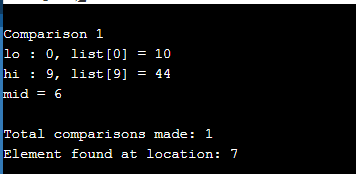 Comparison 1
lo : 0, list[0] = 10
hi : 9, list[9] = 44
mid = 6
Total comparisons made: 1
Element found at location: 7